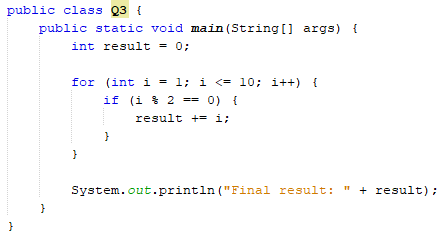 public class Q3 {
    public static void main(String[] args) {
        int result = 0;

        for (int i = 1; i <= 10; i++) {
            if (i % 2 == 0) {
                result += i;
            }
        }

        System.out.println("Final result: " + result);
    }
}